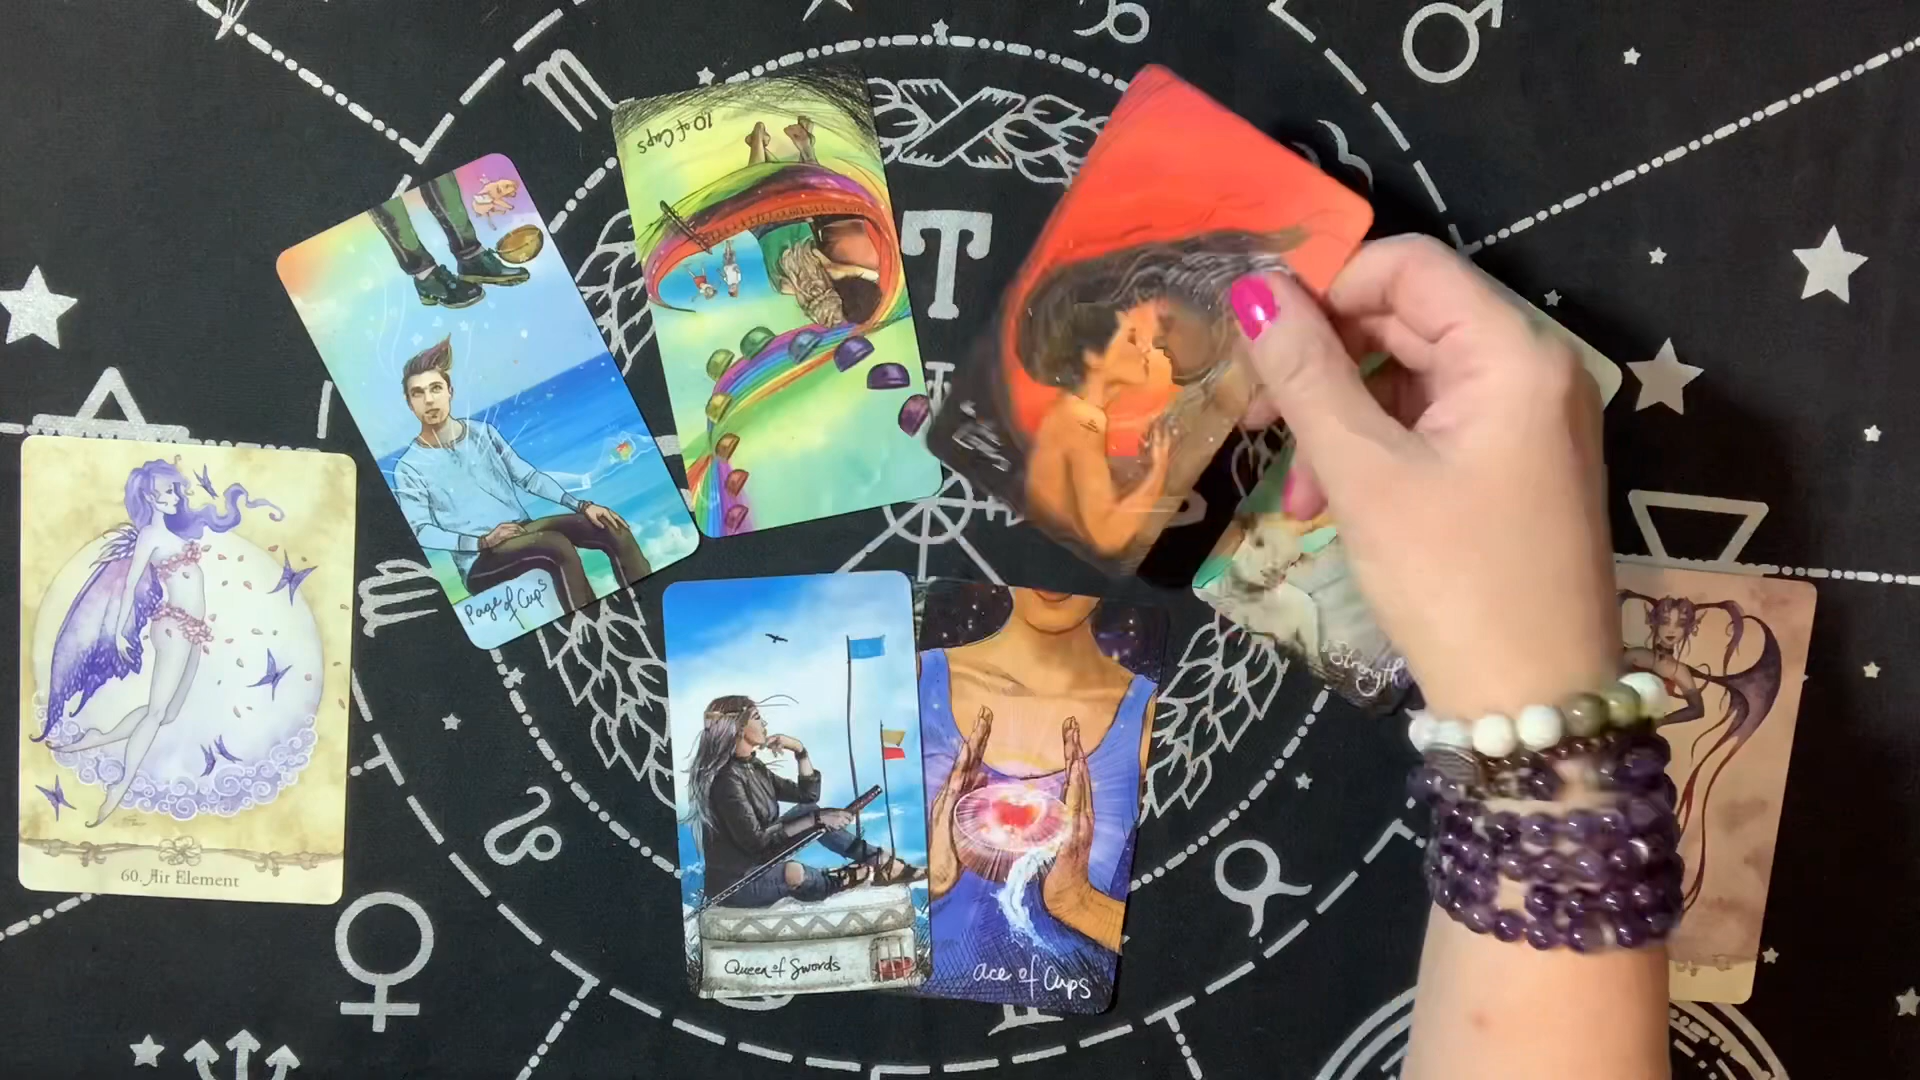 10 of Cups
Page of Cups
Strength
60. Air Element
Queen of Swords
ace of Cups